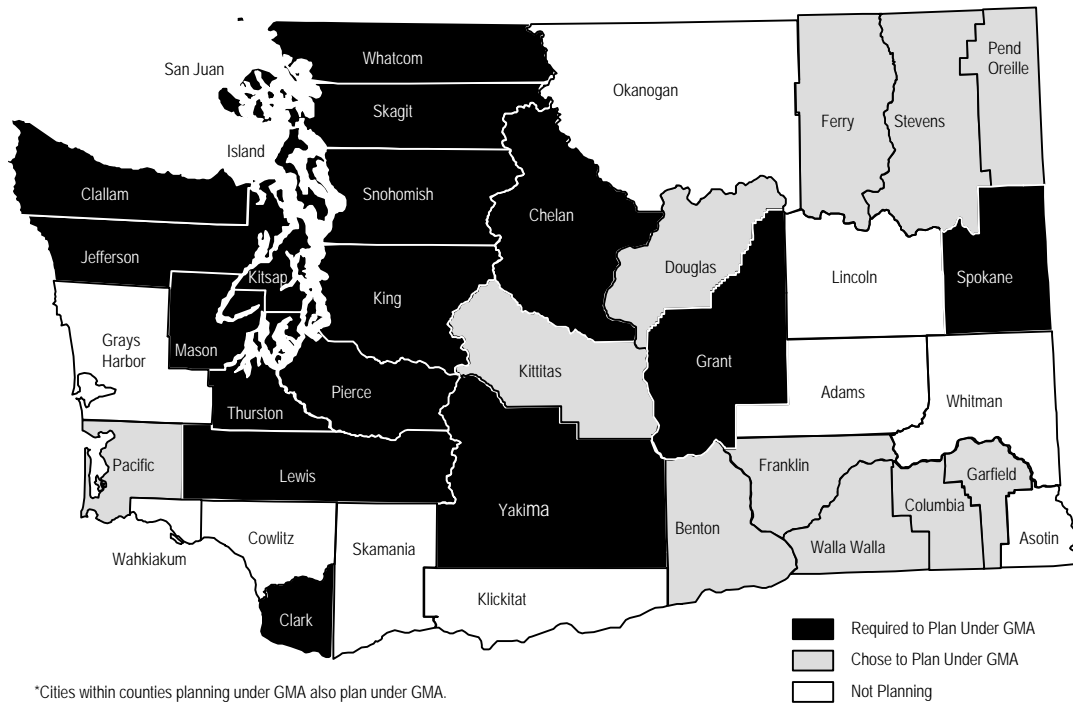 Whatcom
San Juan
Okanogan
Pend
Oreille
Skagit
Ferry
Stevens
Island
Clallam
Snohomish
Chelan
Jefferson
Douglas
Kitsap
Lincoln
Spokane
King
Grays
Harbor
Mason
Kittitas
Grant
Pierce
Adams
Whitman
Thurston
Pacific
Franklin
Garfield
Lewis
Columbia
Yakima
Benton
Cowlitz
Skamania
Walla Walla
Asotin
Wahkiakum
Klickitat
Clark
Required to Plan Under GMA
Chose to Plan Under GMA
Not Planning
*Cities within counties planning under GMA also plan under GMA.